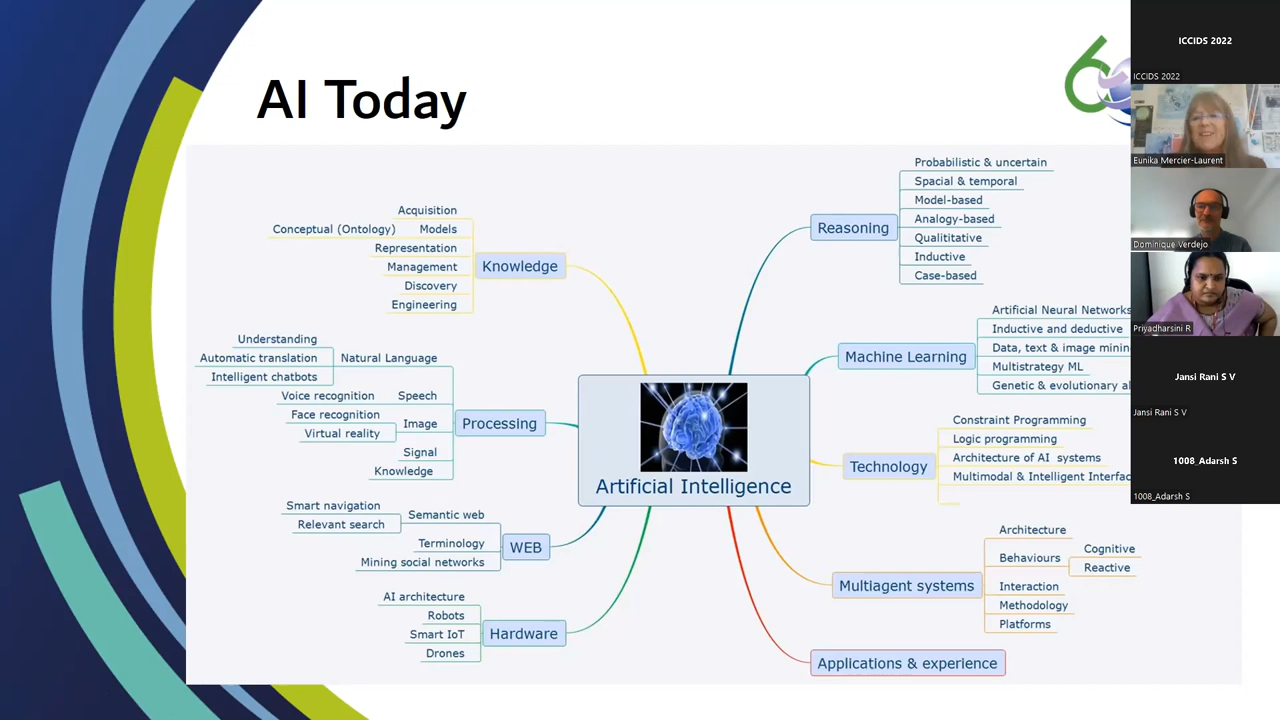 AI Today
6
ICCIDS 2022
ICCIDS 2022
Eunika Mercier-Laurent
Dominique Verdejo
Priyadharsini R
Jansi Rani S V
Jansi Rani S V
1008_Adarsh S
1008_Adarsh S
Artificial Intelligence
Knowledge
Acquisition
Conceptual (Ontology) Models
Representation
Management
Discovery
Engineering
Processing
Understanding
Automatic translation Natural Language
Intelligent chatbots
Voice recognition Speech
Face recognition
Image
Virtual reality
Signal
Knowledge
WEB
Smart navigation
Semantic web
Relevant search
Terminology
Mining social networks
Hardware
AI architecture
Robots
Smart IoT
Drones
Reasoning
Probabilistic & uncertain
Spacial & temporal
Model-based
Analogy-based
Qualititative
Inductive
Case-based
Machine Learning
Artificial Neural Networks
Inductive and deductive
Data, text & image minin
Multistrategy ML
Genetic & evolutionary al
Technology
Constraint Programming
Logic programming
Architecture of AI systems
Multimodal & Intelligent Interfac
Multiagent systems
Architecture
Behaviours
Cognitive
Reactive
Interaction
Methodology
Platforms
Applications & experience